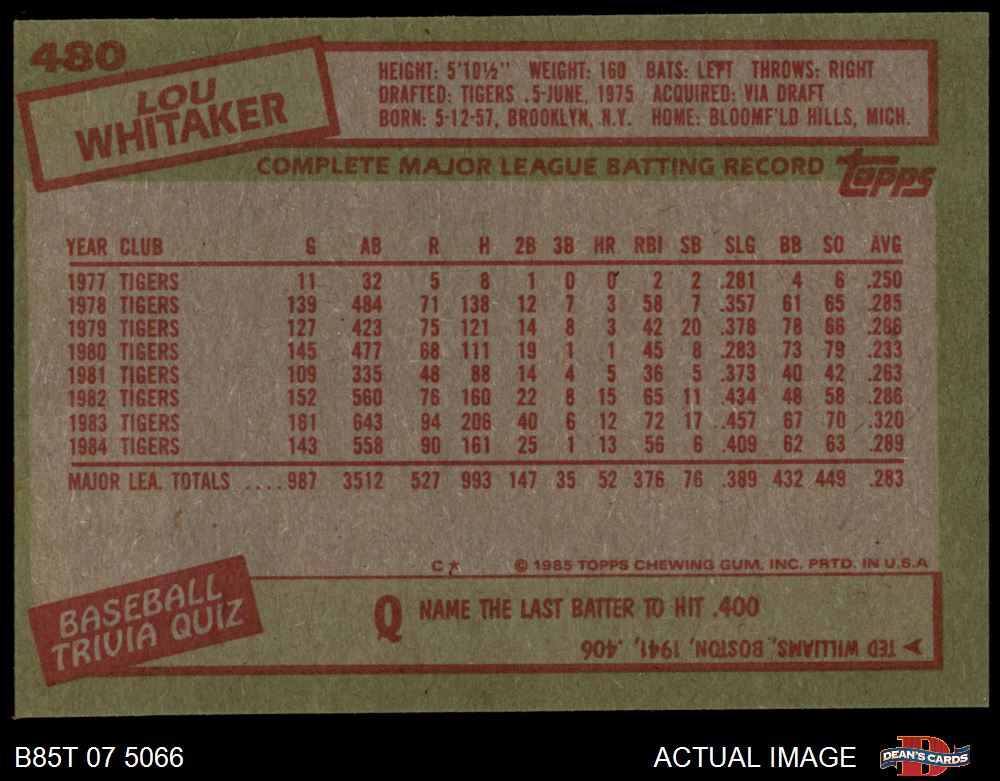 480
LOU
WHITAKER
HEIGHT: 5'10½" WEIGHT: 160 BATS: LEFT THROWS: RIGHT
DRAFTED: TIGERS .5-JUNE, 1975 ACQUIRED: VIA DRAFT
BORN: 5-12-57, BROOKLYN, N.Y. HOME: BLOOMF'LD HILLS, MICH.
COMPLETE MAJOR LEAGUE BATTING RECORD
topps
YEAR CLUB G AB R H 2B 3B HR RBI SB SLG BB SO AVG
1977 TIGERS 11 32 5 8 1 0 0 2 2 .281 4 6 .250
1978 TIGERS 139 484 71 138 12 7 3 58 7 .357 61 65 .285
1979 TIGERS 127 423 75 121 14 8 3 42 20 .378 78 66 .286
1980 TIGERS 145 477 68 111 19 1 1 45 8 .283 73 79 .233
1981 TIGERS 109 335 48 88 14 4 5 36 5 .373 40 42 .263
1982 TIGERS 152 560 76 160 22 8 15 65 11 .434 48 58 .286
1983 TIGERS 161 643 94 206 40 6 12 72 17 .457 67 70 .320
1984 TIGERS 143 558 90 161 25 1 13 56 6 .409 62 63 .289
MAJOR LEA. TOTALS ....987 3512 527 993 147 35 52 376 76 .389 432 449 .283
C★ © 1985 TOPPS CHEWING GUM, INC. PRTD. IN U.S.A
BASEBALL
TRIVIA QUIZ
Q NAME THE LAST BATTER TO HIT .400
TED WILLIAMS, BOSTON, 1941, .406
B85T 07 5066
ACTUAL IMAGE
D
DEAN'S CARDS